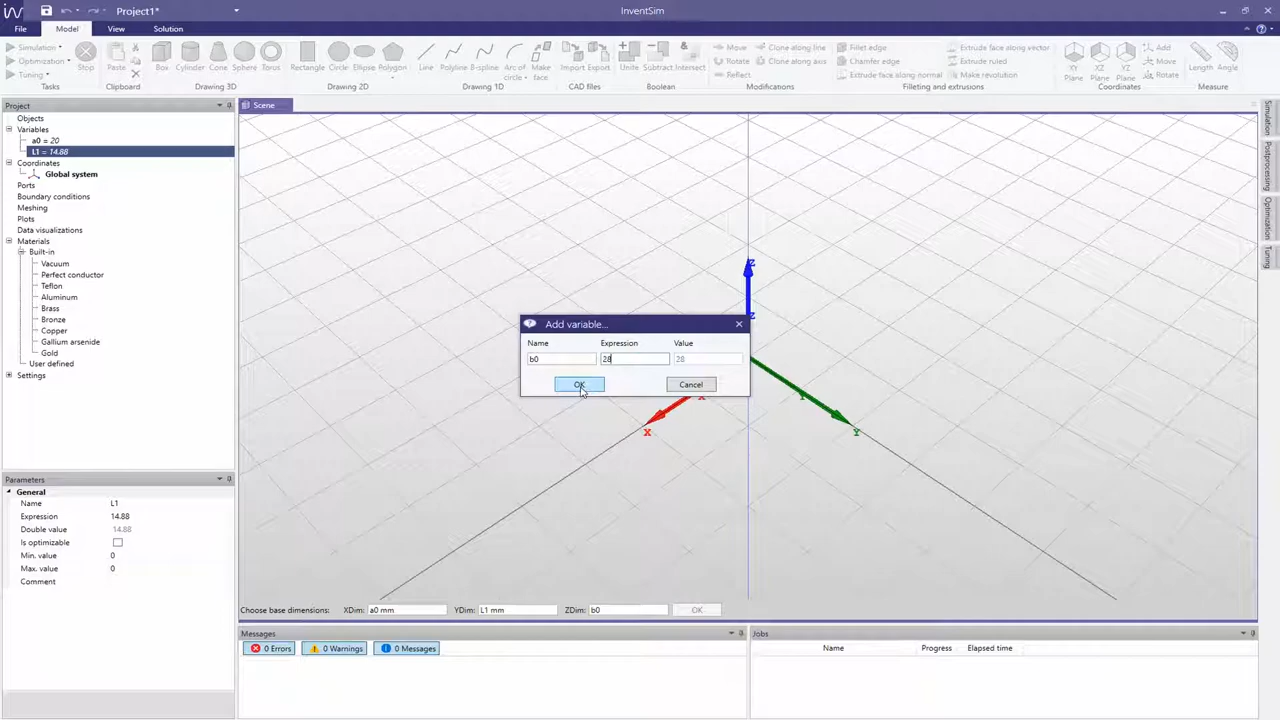 Project1*
InventSim
File Model View Solution
Simulation
Optimization
Tuning
Stop
Tasks
Paste
Clipboard
Box Cylinder Cone Sphere Torus
Drawing 3D
Rectangle Circle Ellipse Polygon
Drawing 2D
Line Polyline B-spline Arc of circle Make face
Drawing 1D
Import Export
CAD files
Unite Subtract Intersect
Boolean
Move Clone along line
Rotate Clone along axis
Reflect
Modifications
Fillet edge Extrude face along vector
Chamfer edge Extrude ruled
Extrude face along normal Make revolution
Filleting and extrusions
XY Plane XZ Plane YZ Plane
Add
Move
Rotate
Coordinates
Length Angle
Measure
Project
Objects
Variables
a0 = 20
L1 = 14.88
Coordinates
Global system
Ports
Boundary conditions
Meshing
Plots
Data visualizations
Materials
Built-in
Vacuum
Perfect conductor
Teflon
Aluminum
Brass
Bronze
Copper
Gallium arsenide
Gold
User defined
Settings
Parameters
General
Name L1
Expression 14.88
Double value 14.88
Is optimizable
Min. value 0
Max. value 0
Comment
Scene
Z
Z
X
X
Y
Y
Add variable...
Name Expression Value
b0 28 28
OK Cancel
Choose base dimensions: XDim: a0 mm YDim: L1 mm ZDim: b0 OK
Messages
0 Errors 0 Warnings 0 Messages
Jobs
Name Progress Elapsed time
Simulation
Postprocessing
Optimization
Tuning